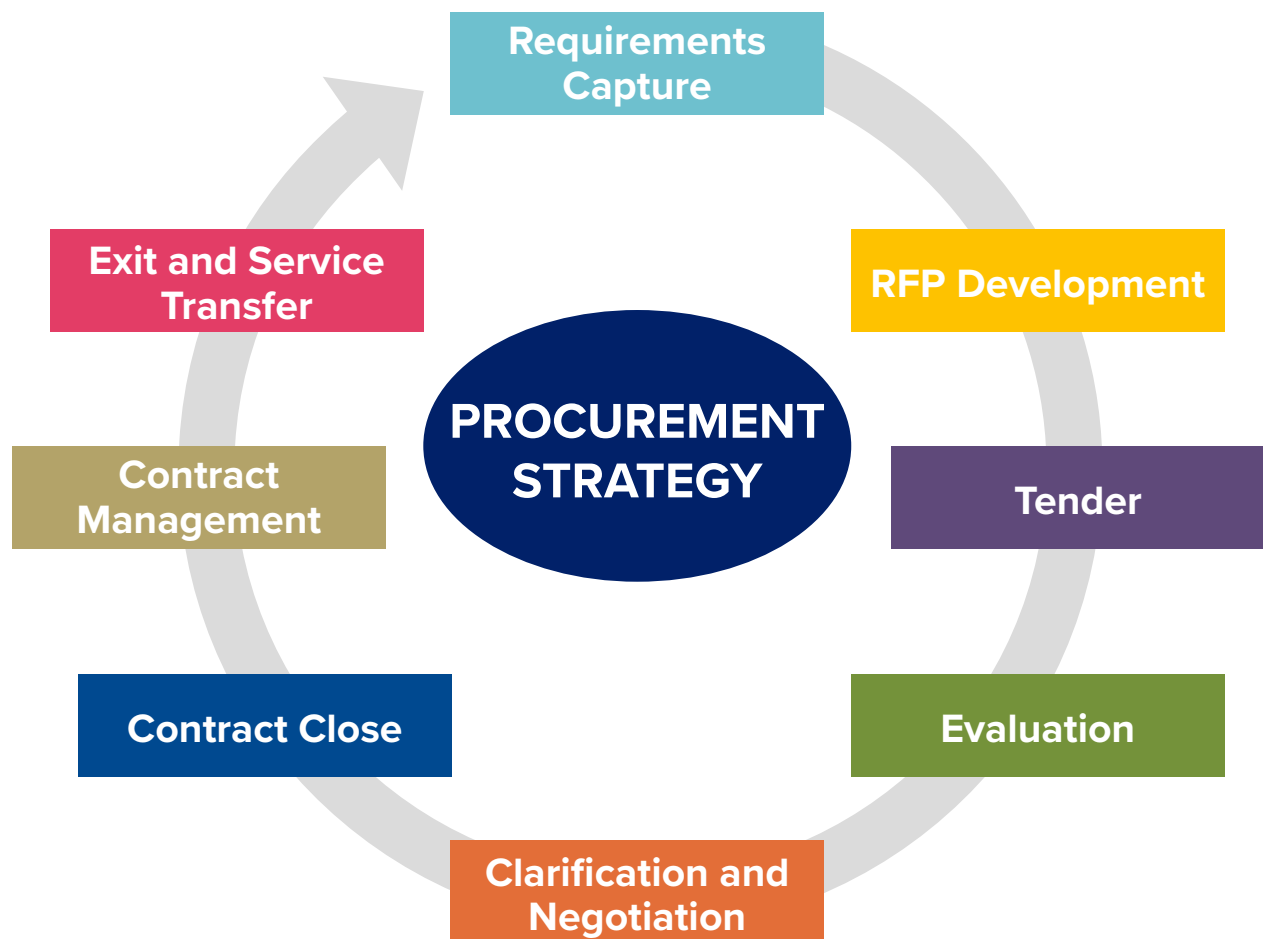 Requirements
Capture
RFP Development
Tender
Evaluation
Clarification and
Negotiation
Contract Close
Contract
Management
Exit and Service
Transfer
PROCUREMENT
STRATEGY